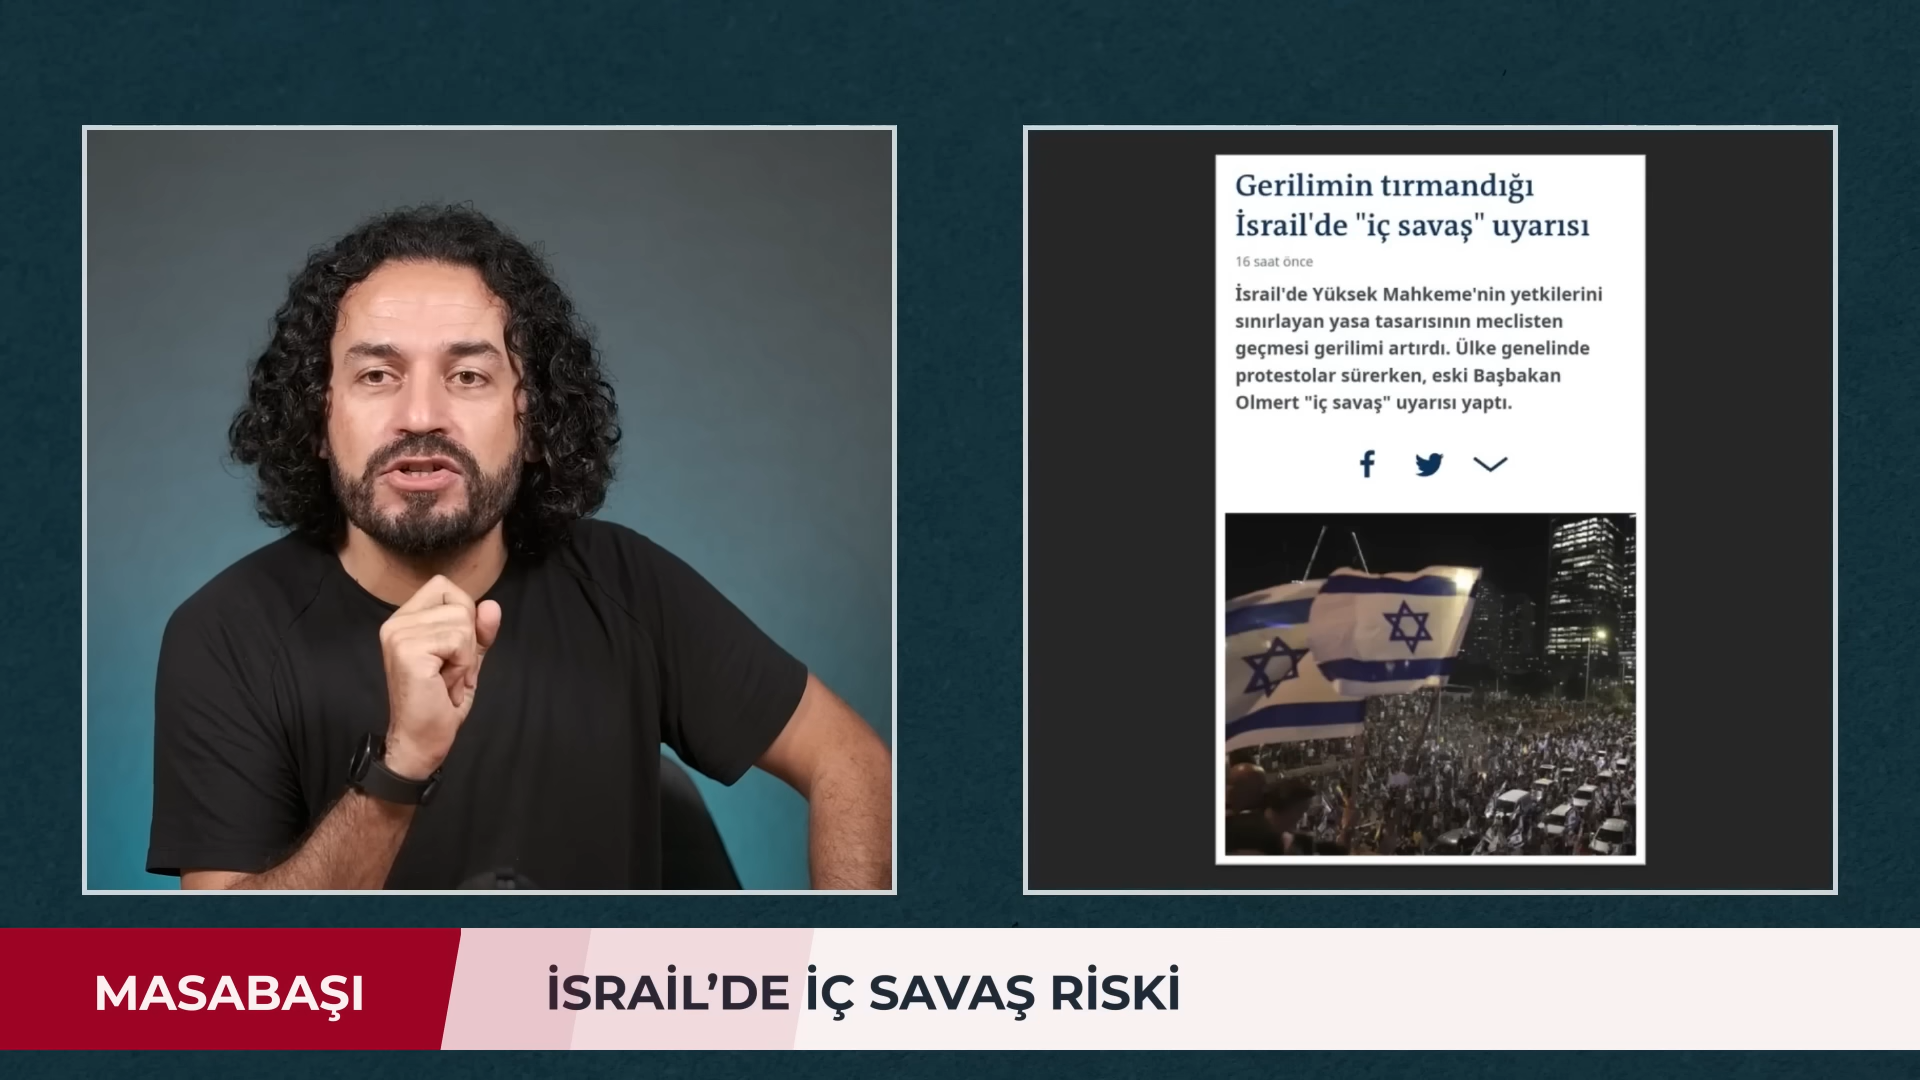 Gerilimin tırmandığı
İsrail'de "iç savaş" uyarısı
16 saat önce
İsrail'de Yüksek Mahkeme'nin yetkilerini
sınırlayan yasa tasarısının meclisten
geçmesi gerilimi artırdı. Ülke genelinde
protestolar sürerken, eski Başbakan
Olmert "iç savaş" uyarısı yaptı.
MASABAŞI
İSRAİL’DE İÇ SAVAŞ RİSKİ